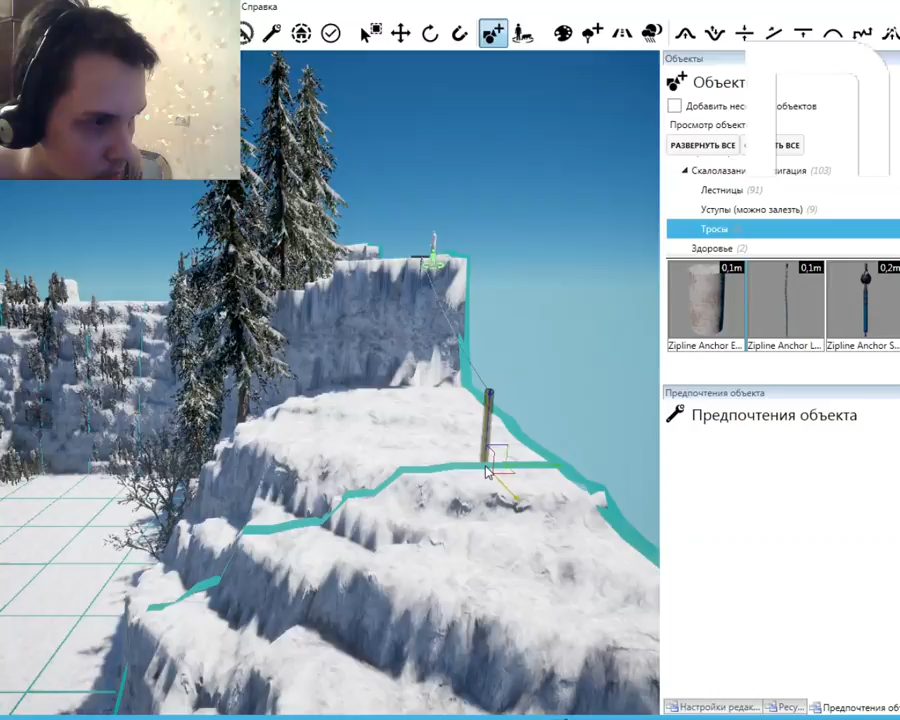 Справка
Объекты
Объект
Добавить нес объектов
Просмотр объект
РАЗВЕРНУТЬ ВСЕ ТЬ ВСЕ
Скалолазани игация (103)
Лестницы (91)
Уступы (можно залезть) (9)
Тросы
Здоровье (2)
0,1m 0,1m 0,2m
Zipline Anchor E... Zipline Anchor L... Zipline Anchor S...
Предпочтения объекта
Предпочтения объекта
Настройки редак... Ресу... Предпочтения об